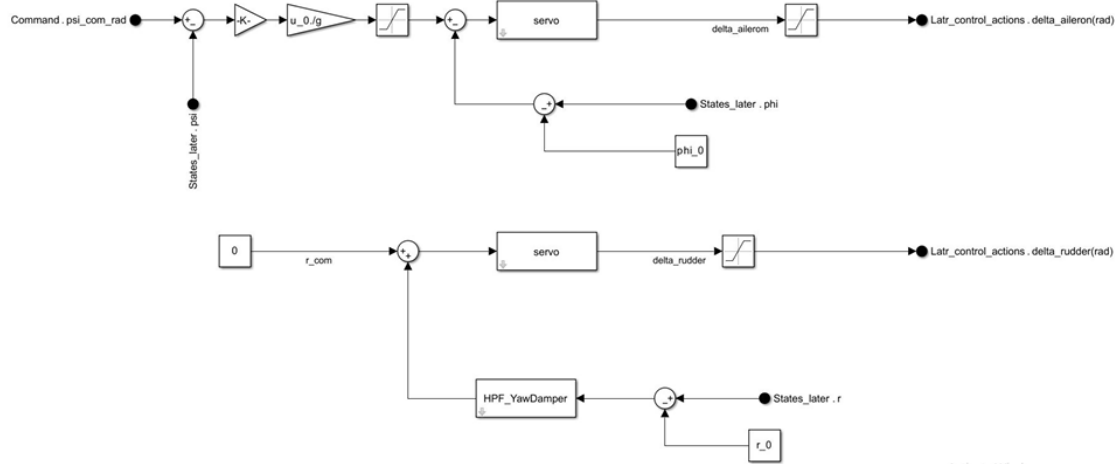 Command . psi_com_rad
+
-
-K-
u_0./g
+
-
servo
delta_ailerom
Latr_control_actions . delta_aileron(rad)
States_later . psi
-
+
States_later . phi
phi_0
0
r_com
+
+
servo
delta_rudder
Latr_control_actions . delta_rudder(rad)
HPF_YawDamper
-
+
States_later . r
r_0